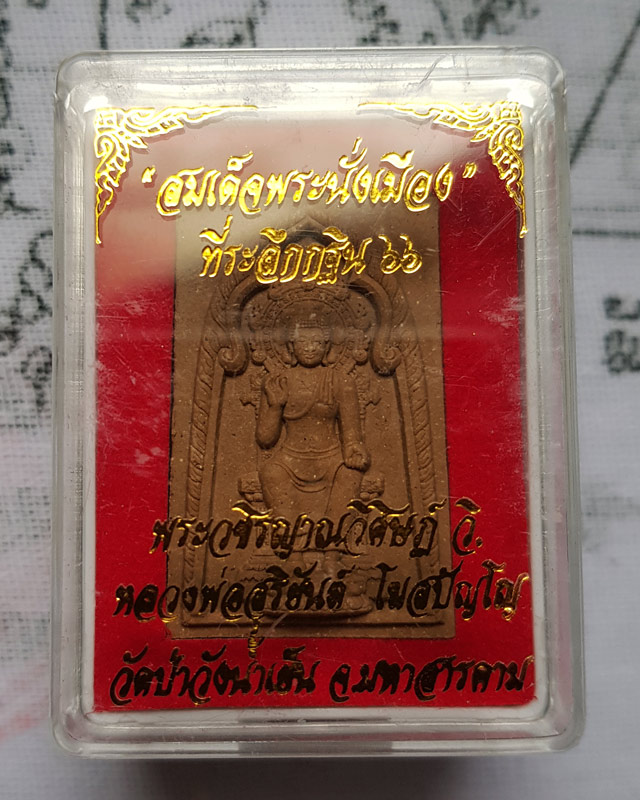 "สมเด็จพระนั่งเมือง"
ที่ระลึกกฐิน ๖๖
พระวชิรญาณวิศิษฏ์ วิ.
หลวงพ่อสุริยันต์ โฆสปัญโญ
วัดป่าวังน้ำเย็น จ.มหาสารคาม